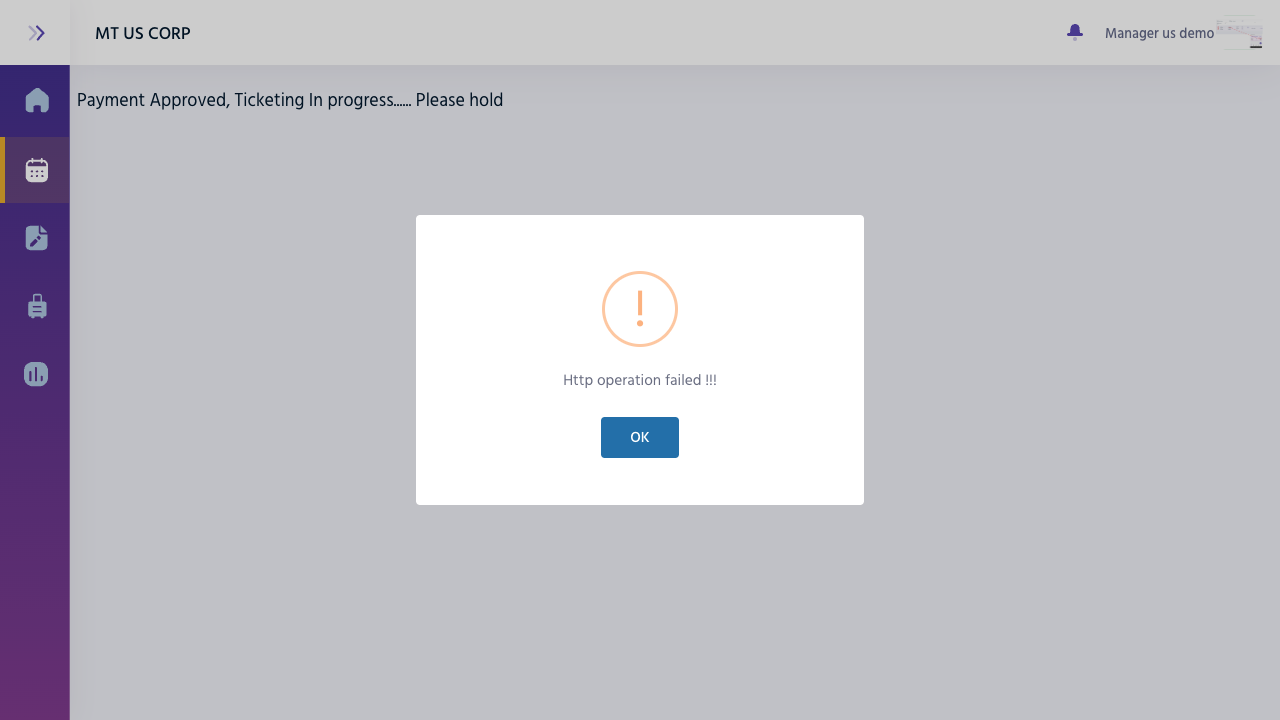 MT US CORP
Manager us demo
Payment Approved, Ticketing In progress...... Please hold
Http operation failed !!!
OK